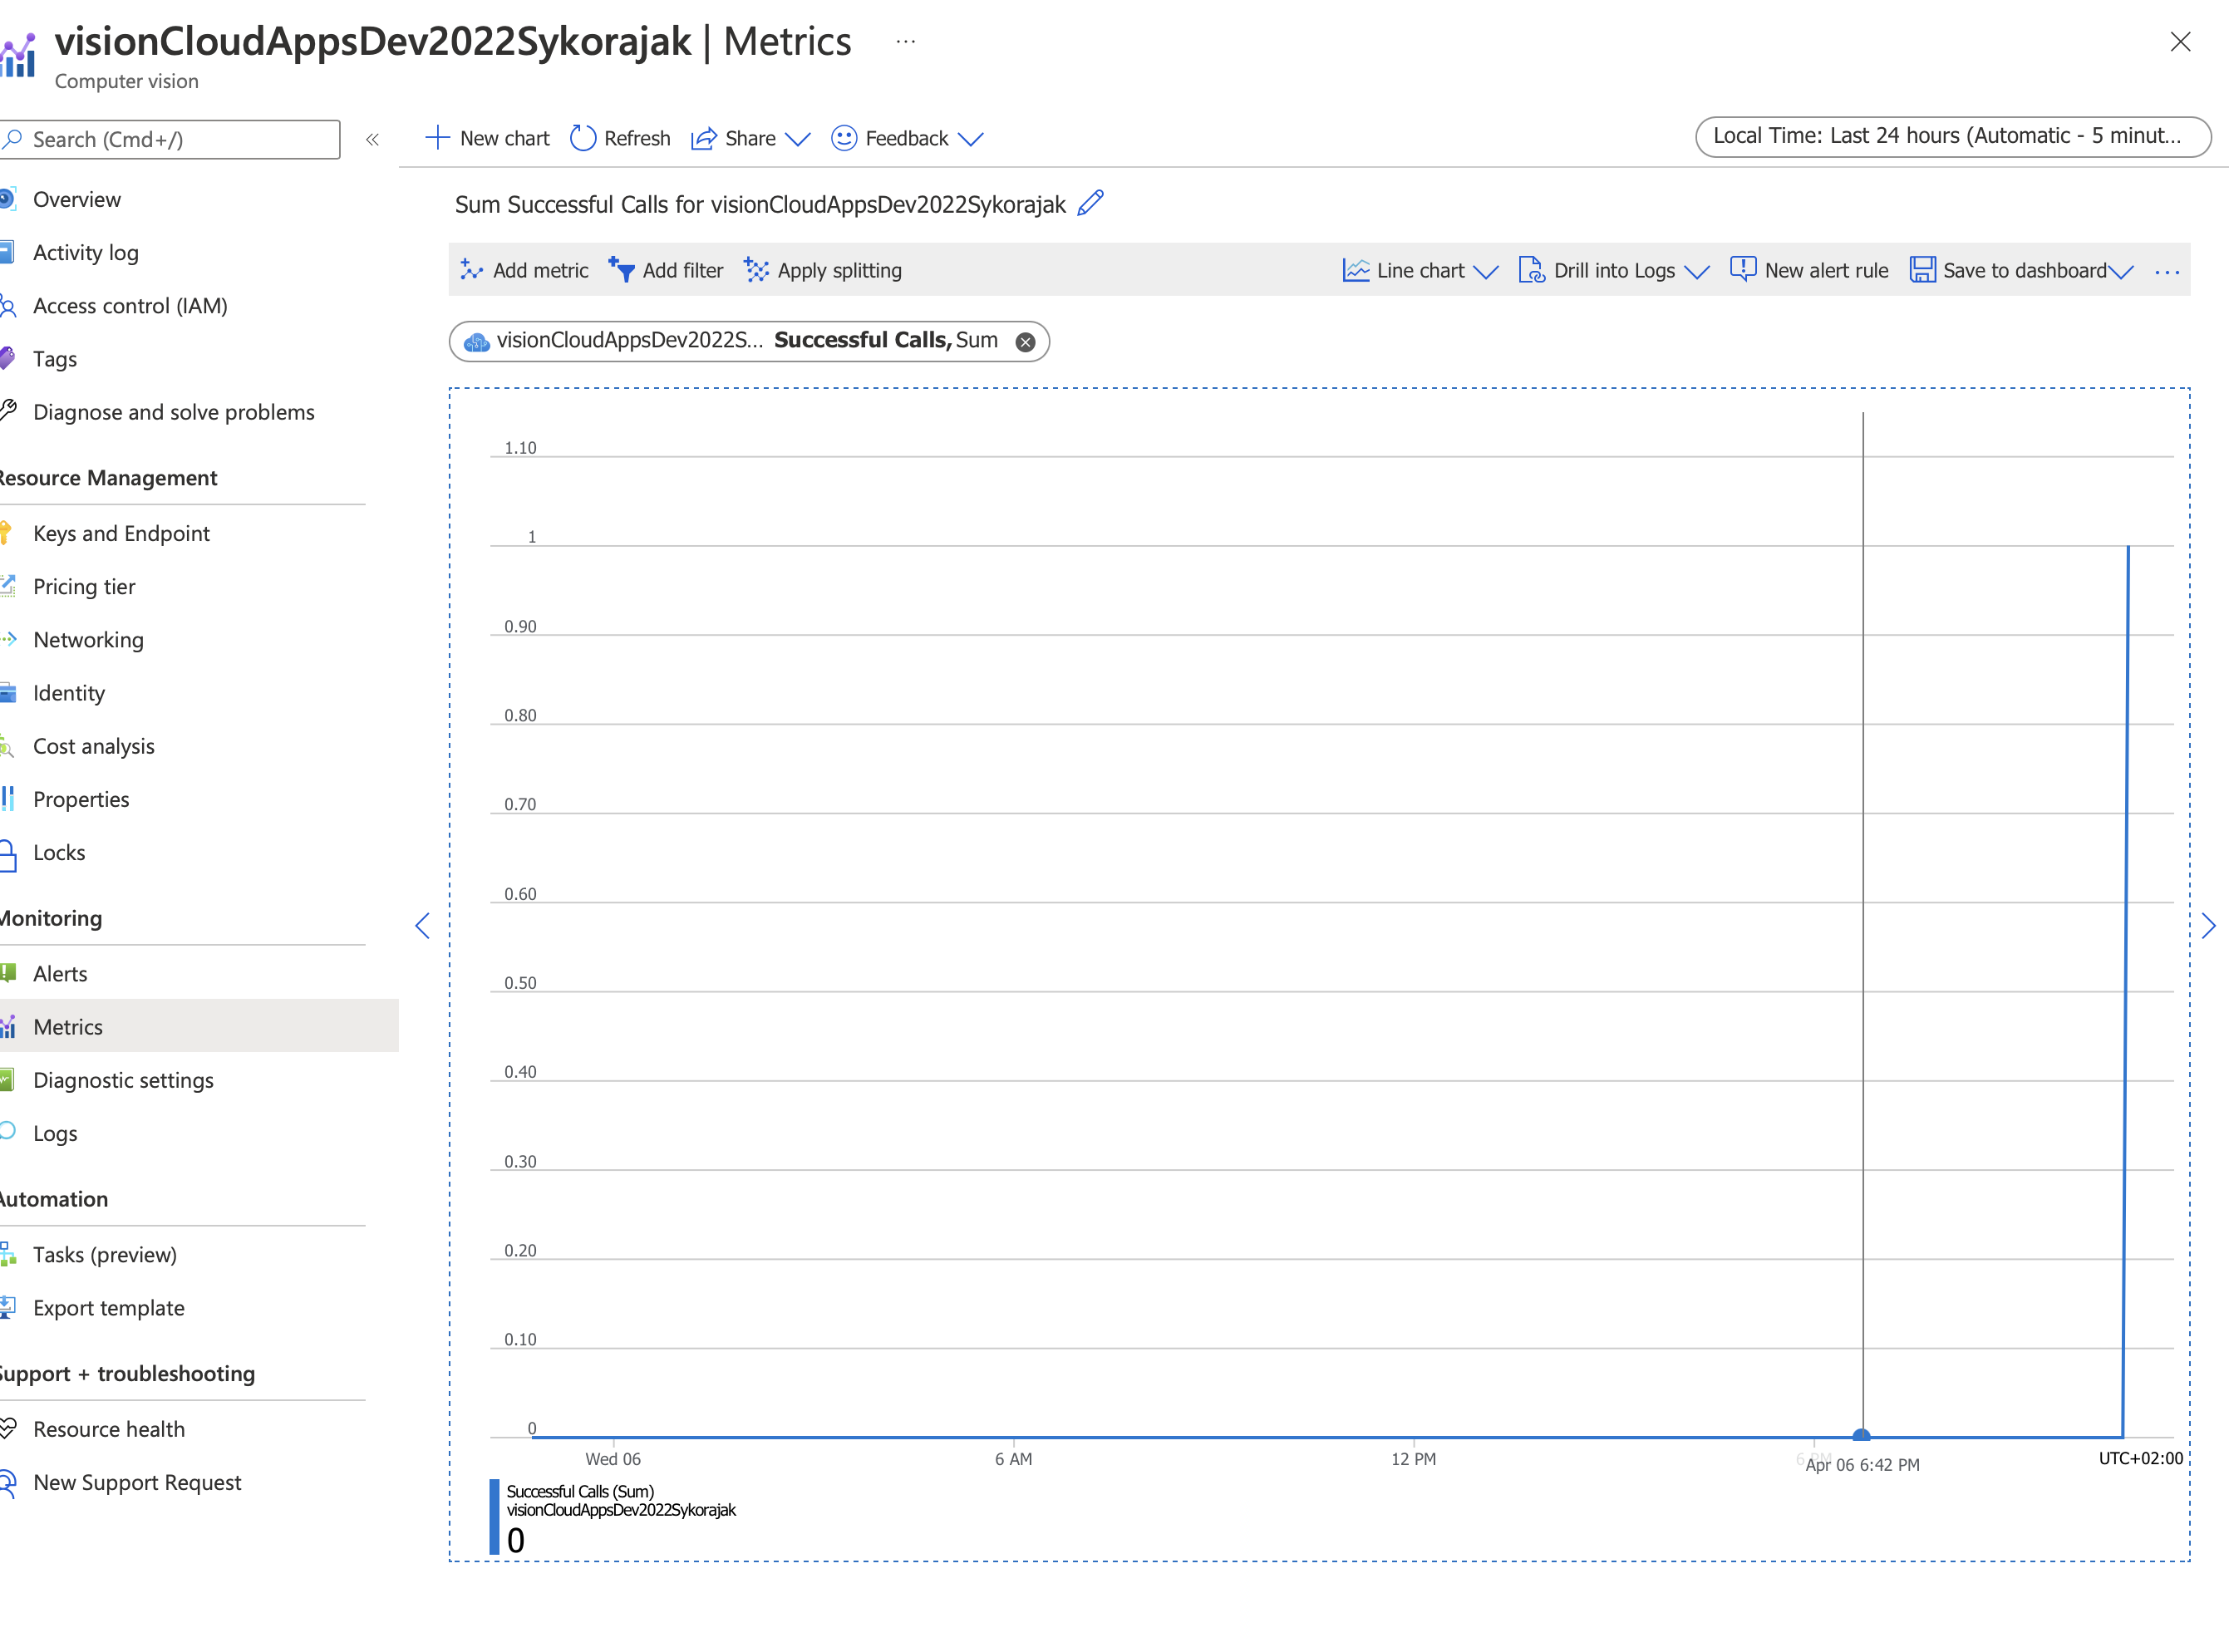 visionCloudAppsDev2022Sykorajak | Metrics ...
Computer vision
Search (Cmd+/)
«
New chart
Refresh
Share
Feedback
Local Time: Last 24 hours (Automatic - 5 minut...
Overview
Activity log
Access control (IAM)
Tags
Diagnose and solve problems
Resource Management
Keys and Endpoint
Pricing tier
Networking
Identity
Cost analysis
Properties
Locks
Monitoring
Alerts
Metrics
Diagnostic settings
Logs
Automation
Tasks (preview)
Export template
Support + troubleshooting
Resource health
New Support Request
Sum Successful Calls for visionCloudAppsDev2022Sykorajak
Add metric
Add filter
Apply splitting
Line chart
Drill into Logs
New alert rule
Save to dashboard
...
visionCloudAppsDev2022S... Successful Calls, Sum
1.10
1
0.90
0.80
0.70
0.60
0.50
0.40
0.30
0.20
0.10
0
Wed 06
6 AM
12 PM
6 PM
Apr 06 6:42 PM
UTC+02:00
Successful Calls (Sum)
visionCloudAppsDev2022Sykorajak
0